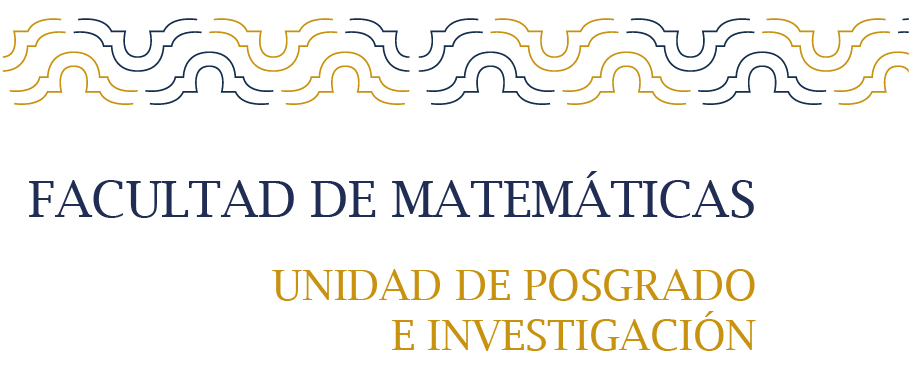 FACULTAD DE MATEMÁTICAS
UNIDAD DE POSGRADO
E INVESTIGACIÓN